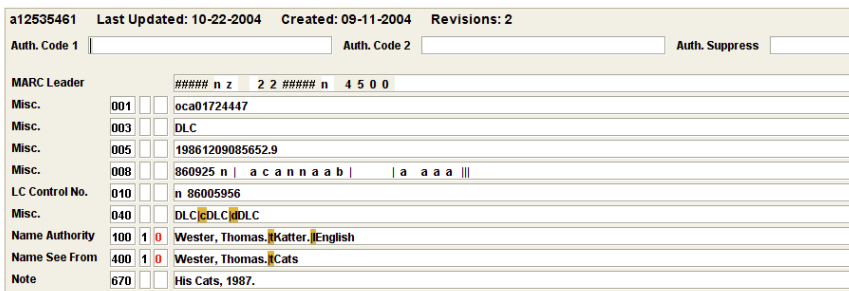 a12535461 Last Updated: 10-22-2004 Created: 09-11-2004 Revisions: 2
Auth. Code 1 Auth. Code 2 Auth. Suppress
MARC Leader ##### n z 2 2 ##### n 4 5 0 0
Misc. 001 oca01724447
Misc. 003 DLC
Misc. 005 19861209085652.9
Misc. 008 860925 n | a c a n n a a b | | a a a a |||
LC Control No. 010 n 86005956
Misc. 040 DLC|cDLC|dDLC
Name Authority 100 1 0 Wester, Thomas.|tKatter.|lEnglish
Name See From 400 1 0 Wester, Thomas.|tCats
Note 670 His Cats, 1987.